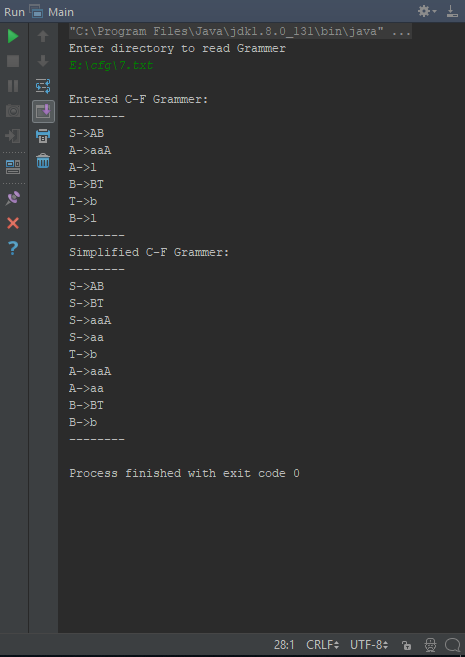 Run Main
"C:\Program Files\Java\jdk1.8.0_131\bin\java" ...
Enter directory to read Grammer
E:\cfg\7.txt
Entered C-F Grammer:
--------
S->AB
A->aaA
A->l
B->BT
T->b
B->l
--------
Simplified C-F Grammer:
--------
S->AB
S->BT
S->aaA
S->aa
T->b
A->aaA
A->aa
B->BT
B->b
--------
Process finished with exit code 0
28:1 CRLF UTF-8